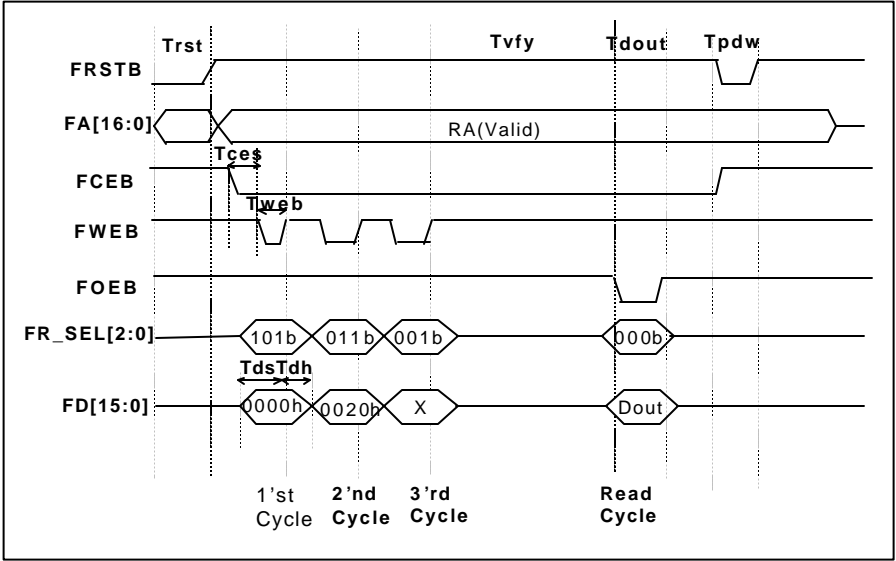 Trst Tvfy Tdout Tpdw
FRSTB
FA[16:0] RA(Valid)
Tces
FCEB
Tweb
FWEB
FOEB
FR_SEL[2:0] 101b 011b 001b 000b
Tds Tdh
FD[15:0] 0000h 0020h X Dout
1'st Cycle
2'nd Cycle
3'rd Cycle
Read Cycle